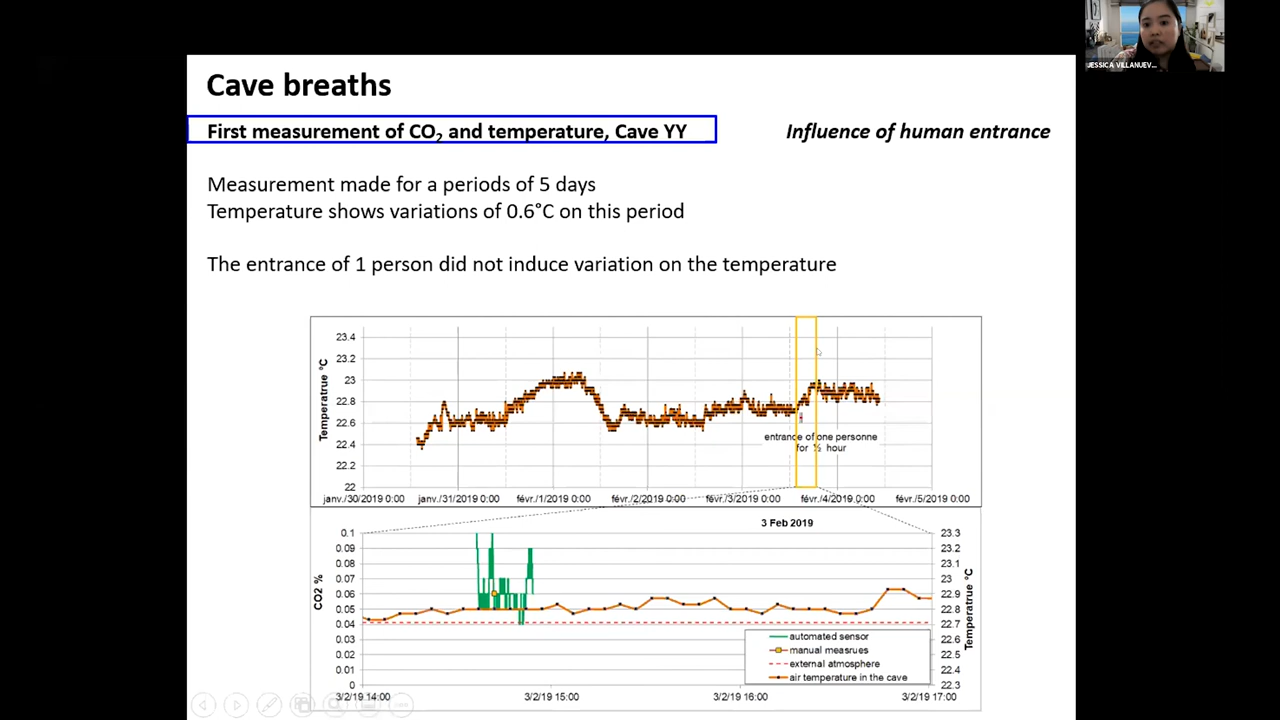 JESSICA VILLANUEV...
Cave breaths
First measurement of CO2 and temperature, Cave YY
Influence of human entrance
Measurement made for a periods of 5 days
Temperature shows variations of 0.6°C on this period
The entrance of 1 person did not induce variation on the temperature
Temperatrue °C
23.4
23.2
23
22.8
22.6
22.4
22.2
22
entrance of one personne
for ½ hour
janv./30/2019 0:00 janv./31/2019 0:00 févr./1/2019 0:00 févr./2/2019 0:00 févr./3/2019 0:00 févr./4/2019 0:00 févr./5/2019 0:00
3 Feb 2019
CO2 %
0.1
0.09
0.08
0.07
0.06
0.05
0.04
0.03
0.02
0.01
0
23.3
23.2
23.1
23
22.9
22.8
22.7
22.6
22.5
22.4
22.3
Temperatrue °C
automated sensor
manual measrues
external atmosphere
air temperature in the cave
3/2/19 14:00 3/2/19 15:00 3/2/19 16:00 3/2/19 17:00